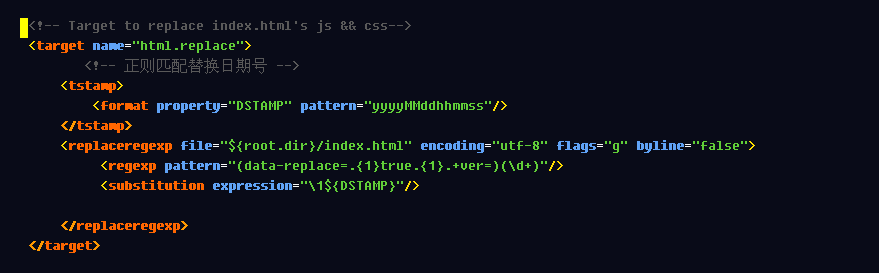 <!-- Target to replace index.html's js && css-->
<target name="html.replace">
<!-- 正则匹配替换日期号 -->
<tstamp>
<format property="DSTAMP" pattern="yyyyMMddhhmmss"/>
</tstamp>
<replaceregexp file="${root.dir}/index.html" encoding="utf-8" flags="g" byline="false">
<regexp pattern="(data-replace=.{1}true.{1}.+ver=)(\d+)"/>
<substitution expression="\1${DSTAMP}"/>
</replaceregexp>
</target>